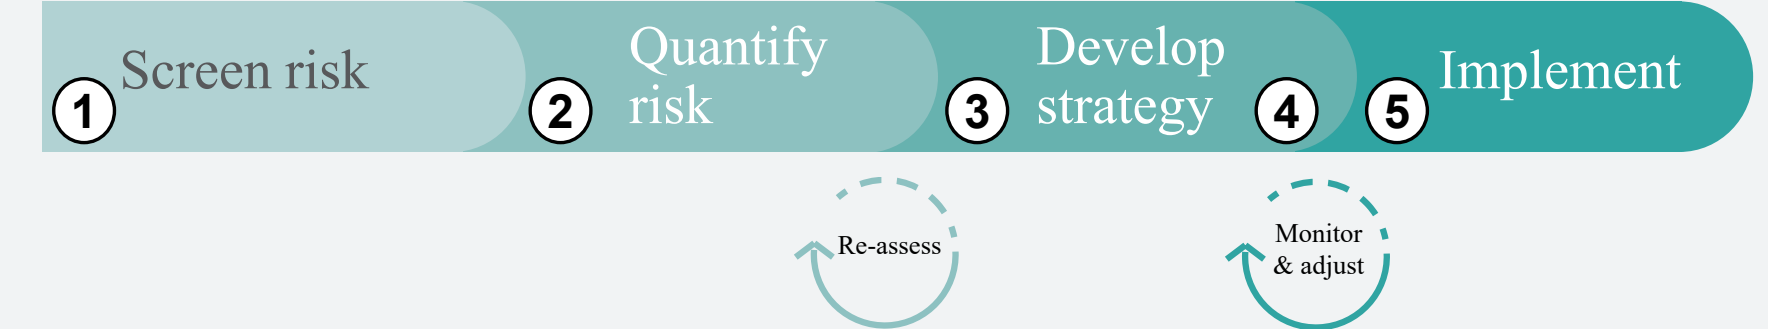 1
Screen risk
2
Quantify
risk
3
Develop
strategy
4
5
Implement
Re-assess
Monitor
& adjust